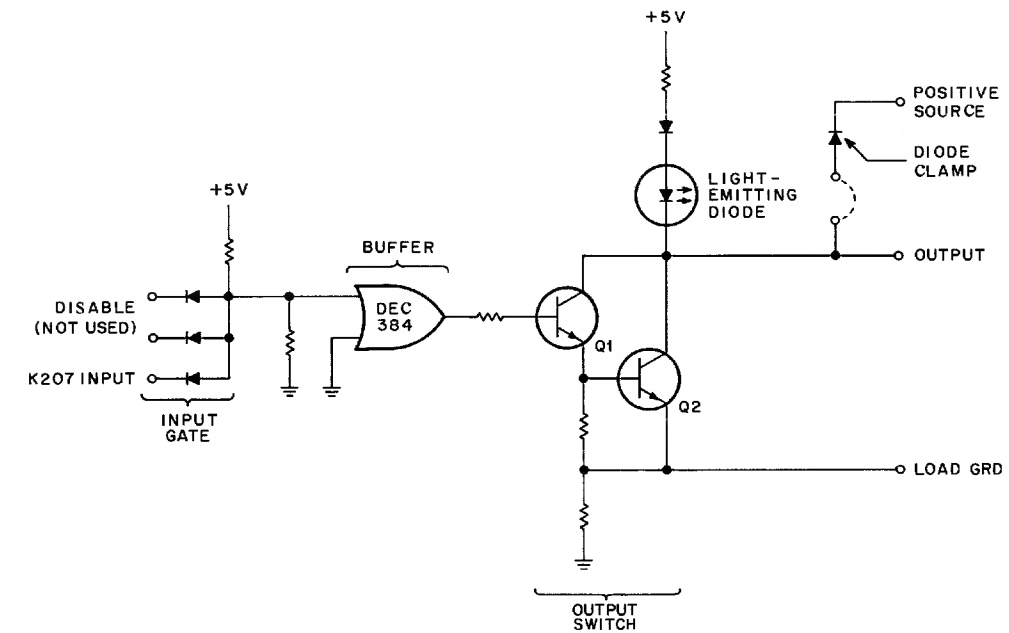 +5V
POSITIVE
SOURCE
DIODE
CLAMP
LIGHT-
EMITTING
DIODE
+5V
BUFFER
OUTPUT
DISABLE
(NOT USED)
DEC
384
K207 INPUT
Q1
Q2
INPUT
GATE
LOAD GRD
OUTPUT
SWITCH